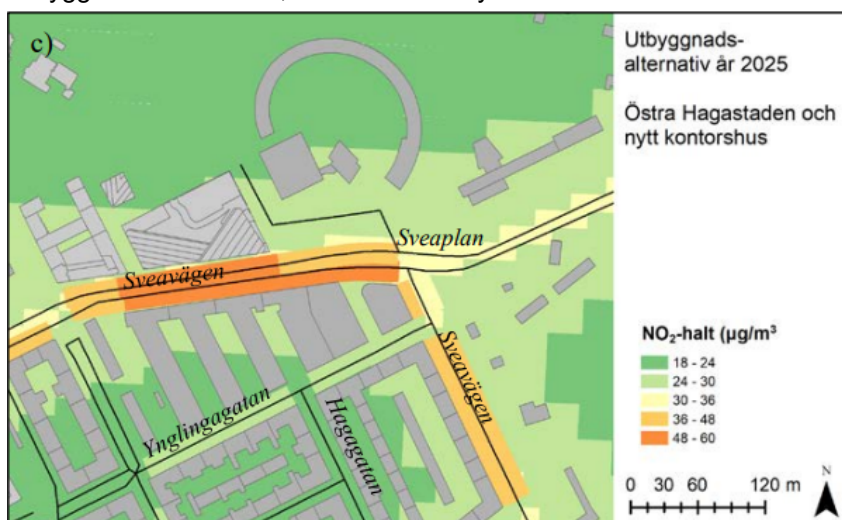 c)
Utbyggnads-
alternativ år 2025
Östra Hagastaden och
nytt kontorshus
Sveaplan
Sveavägen
Sveavägen
Ynglingagatan
Hagagatan
NO₂-halt (µg/m³
18 - 24
24 - 30
30 - 36
36 - 48
48 - 60
0 30 60 120 m
N